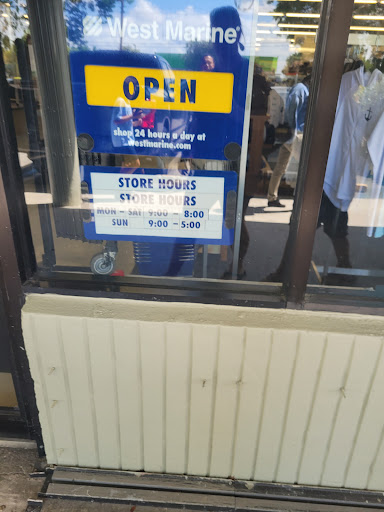 West Marine
OPEN
shop 24 hours a day at
westmarine.com
STORE HOURS
STORE HOURS
MON - SAT 9:00 - 8:00
SUN 9:00 - 5:00